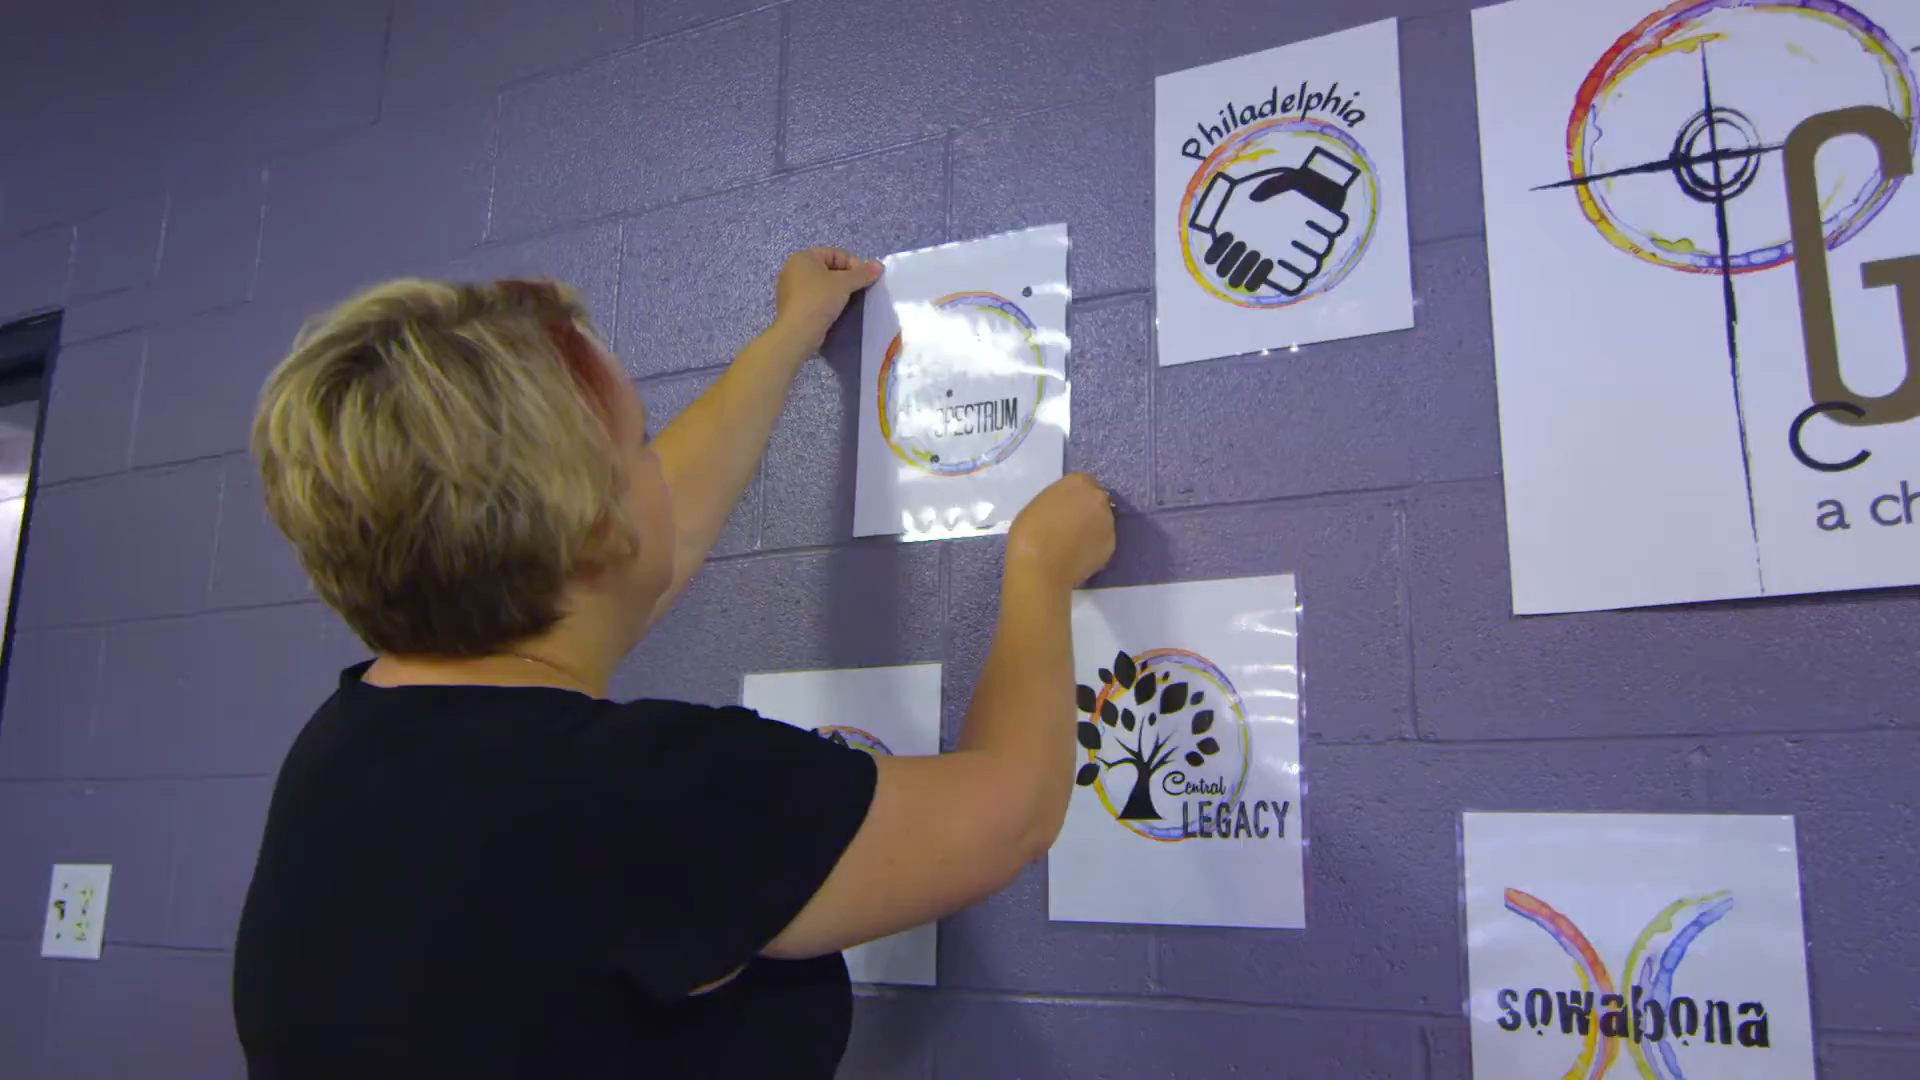 Philadelphia
SPECTRUM
Central
LEGACY
sowabona
G
C
a ch